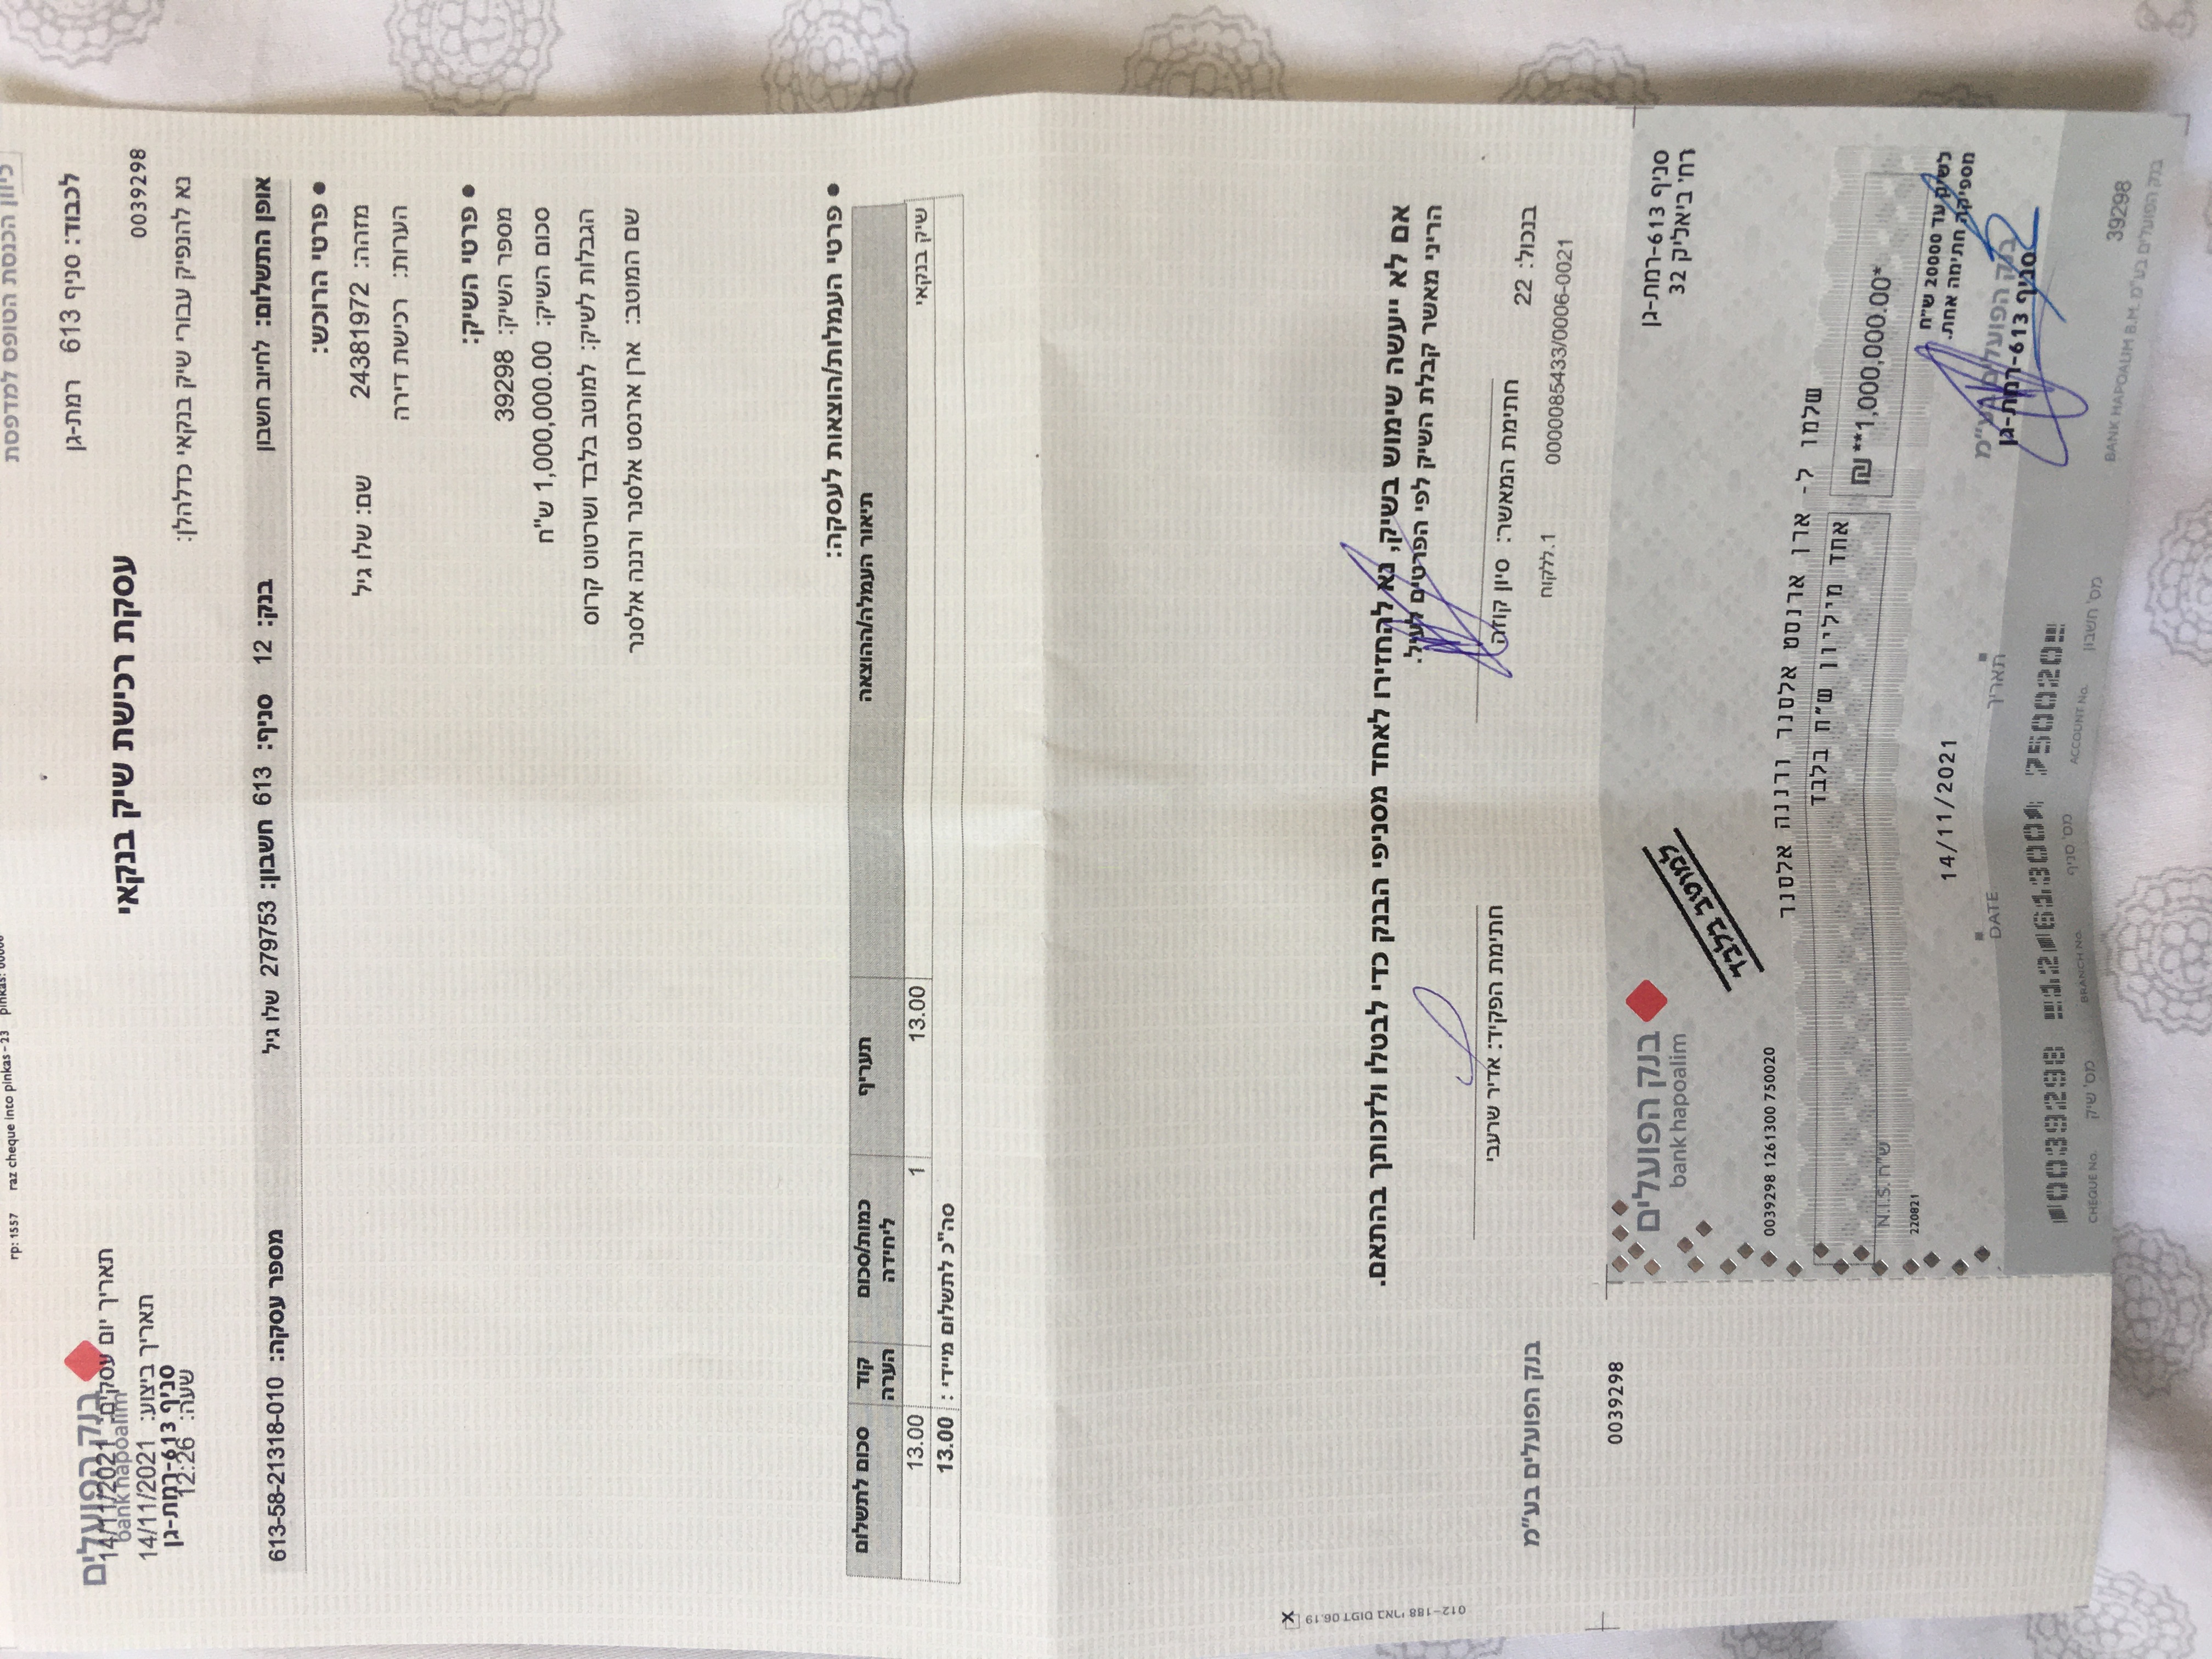 rp: 1557 raz cheque into pinkas - 23 pinkas: 00000
כיוון הכנסת הטופס למדפסת
לכבוד: סניף 613 רמת-גן
בנק הפועלים
bank hapoalim
תאריך יום עסקים: 14/11/2021
עסקת רכישת שיק בנקאי
0039298
תאריך ביצוע: 14/11/2021
סניף 613-רמת-גן
שעה: 12:26
נא להנפיק עבורי שיק בנקאי כדלהלן:
אופן התשלום: לחיוב חשבון בנק: 12 סניף: 613 חשבון: 279753 שלו גיל מספר עסקה: 613-58-21318-010
• פרטי הרוכש:
מזהה: 24381972 שם: שלו גיל
הערות: רכישת דירה
• פרטי השיק:
מספר השיק: 39298
סכום השיק: 1,000,000.00 ש"ח
הגבלות לשיק: למוטב בלבד ושרטוט קרוס
שם המוטב: ארן ארנסט אלסנר ורננה אלסנר
• פרטי העמלות/הוצאות לעסקה:
תיאור העמלה/ההוצאה תעריף כמות/סכום ליחידה קוד הערה סכום לתשלום
שיק בנקאי 13.00 1 13.00
סה"כ לתשלום מיידי : 13.00
אם לא ייעשה שימוש בשיק, נא להחזירו לאחד מסניפי הבנק כדי לבטלו ולזכותך בהתאם.
הריני מאשר קבלת השיק לפי הפרטים לעיל.
בנכול: 22 חתימת המאשר: סיון קוזה חתימת הפקיד: אדיר שרעבי
0000085433/0006-0021 1.ללקוח
בנק הפועלים בע"מ
x
012-188 דפוס בארי 06.19
0039298
בנק הפועלים
bank hapoalim
למוטב בלבד
סניף 613-רמת-גן
רח' ביאליק 32
0039298 1261300 750020
שלמו ל- ארן ארנסט אלסנר ורננה אלסנר
אחד מיליון ש"ח בלבד
₪ **1,000,000.00*
N.I.S. ש"ח
220821
14/11/2021
DATE תאריך
לשיק עד 20000 ש"ח
מספיקה חתימה אחת.
בנק הפועלים בע"מ
סניף 613-רמת-גן
0039298 12 613004 750020
CHEQUE No. מס' שיק BRANCH No. מס' סניף ACCOUNT No. מס' חשבון
39298
BANK HAPOALIM B.M. בנק הפועלים בע"מ